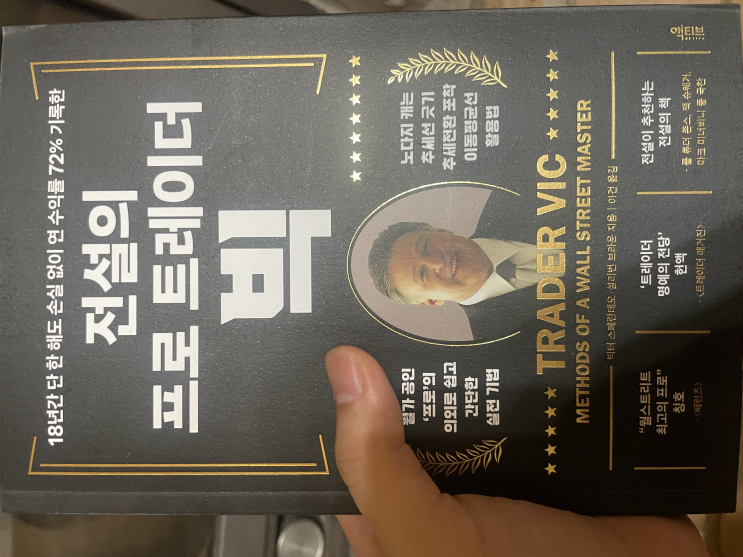 18년간 단 한 해도 손실 없이 연 수익률 72% 기록한
전설의
프로 트레이더
빅
월가 공인
‘프로’의
의외로 쉽고
간단한
실전 기법
노다지 캐는
추세선 긋기
추세전환 포착
이동평균선
활용법
★★★★★ TRADER VIC ★★★★★
METHODS OF A WALL STREET MASTER
빅터 스페란데오·설리번 브라운 지음 | 이건 옮김
“월스트리트
최고의 프로”
칭호
-〈배런즈〉
‘트레이더
명예의 전당’
헌액
-〈트레이더 매거진〉
전설이 추천하는
전설의 책
- 폴 튜더 존스, 잭 슈웨거,
마크 미너비니 등 극찬
액티브